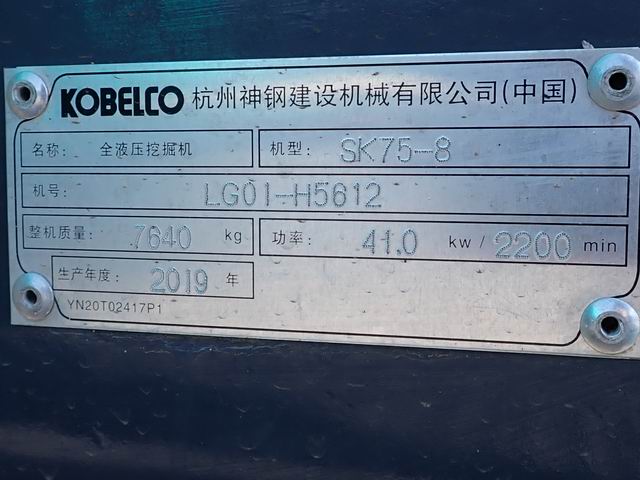 KOBELCO 杭州神钢建设机械有限公司(中国)
名称: 全液压挖掘机 机型: SK75-8
机号: LG01-H5612
整机质量: 7640 kg 功率: 41.0 kw / 2200 min
生产年度: 2019 年
YN20T02417P1